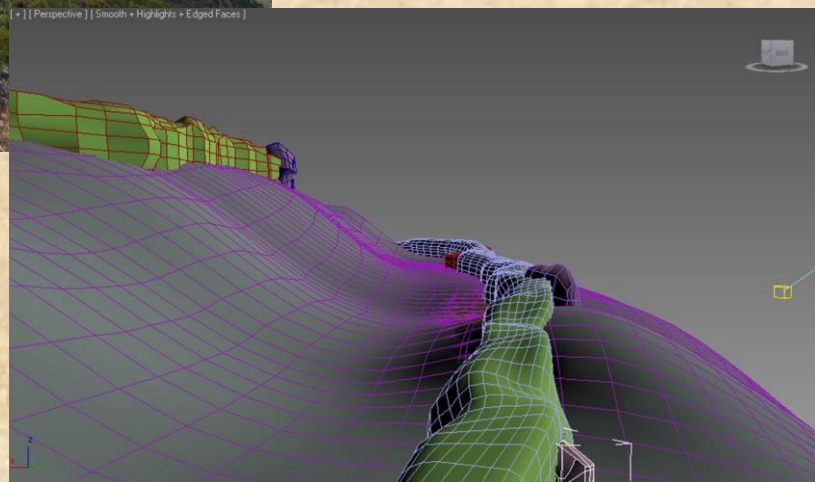 [ + ] [ Perspective ] [ Smooth + Highlights + Edged Faces ]
z